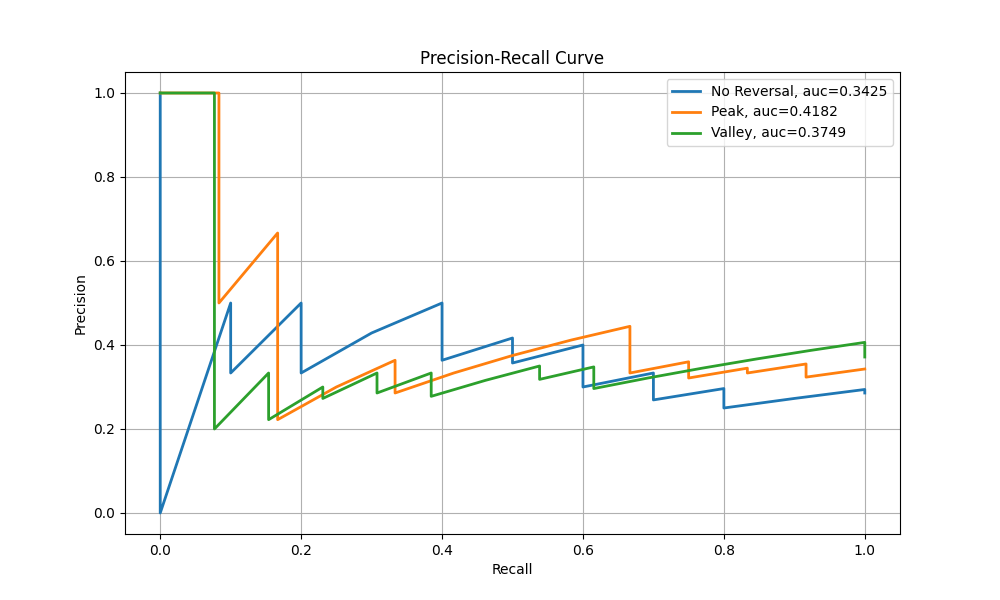 Precision-Recall Curve
No Reversal, auc=0.3425
Peak, auc=0.4182
Valley, auc=0.3749
1.0
0.8
0.6
0.4
0.2
0.0
Precision
0.0 0.2 0.4 0.6 0.8 1.0
Recall